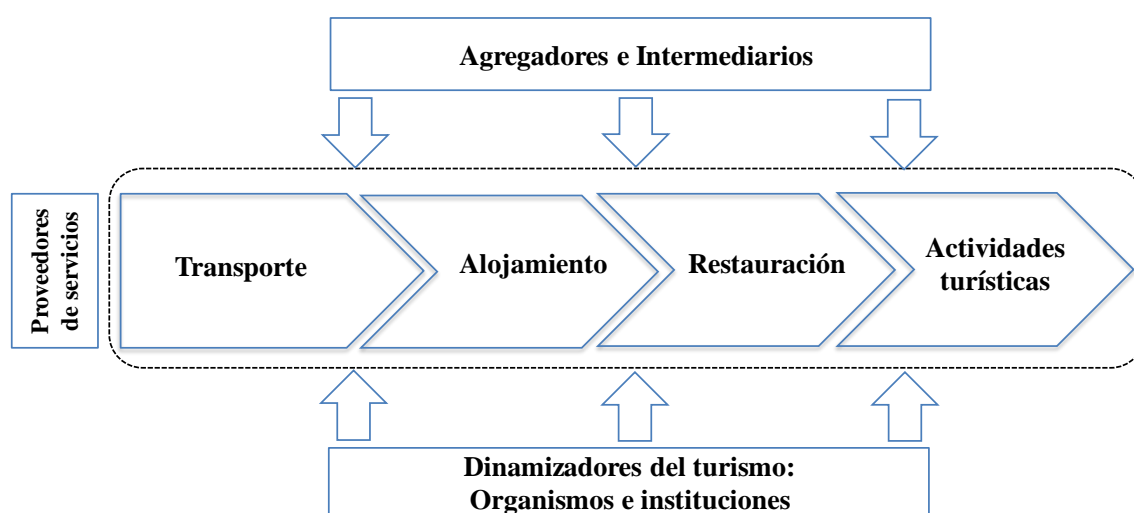 Agregadores e Intermediarios
Proveedores
de servicios
Transporte
Alojamiento
Restauración
Actividades
turísticas
Dinamizadores del turismo:
Organismos e instituciones